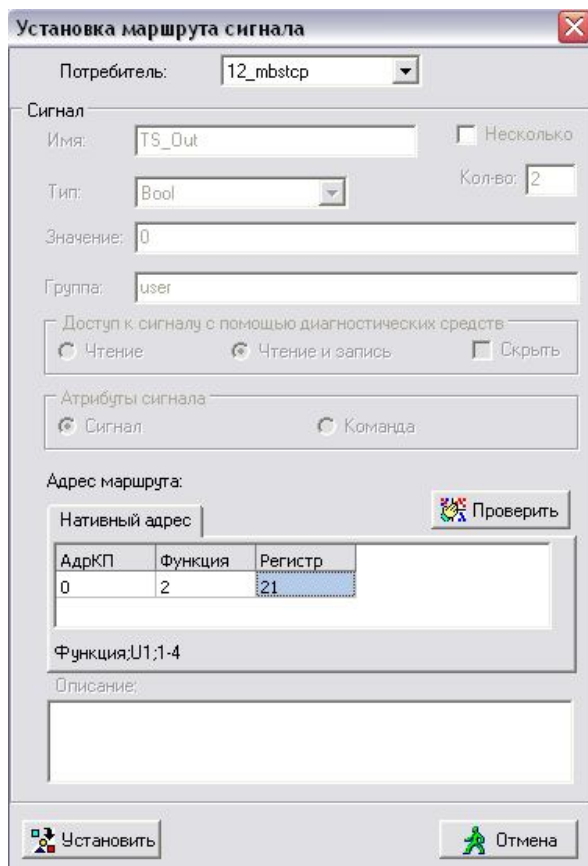 Установка маршрута сигнала
Потребитель: 12_mbstcp
Сигнал
Имя: TS_Out Несколько
Тип: Bool Кол-во: 2
Значение: 0
Группа: user
Доступ к сигналу с помощью диагностических средств
Чтение Чтение и запись Скрыть
Атрибуты сигнала
Сигнал Команда
Адрес маршрута:
Проверить
Нативный адрес
АдрКП Функция Регистр
0 2 21
Функция;U1;1-4
Описание:
Установить Отмена